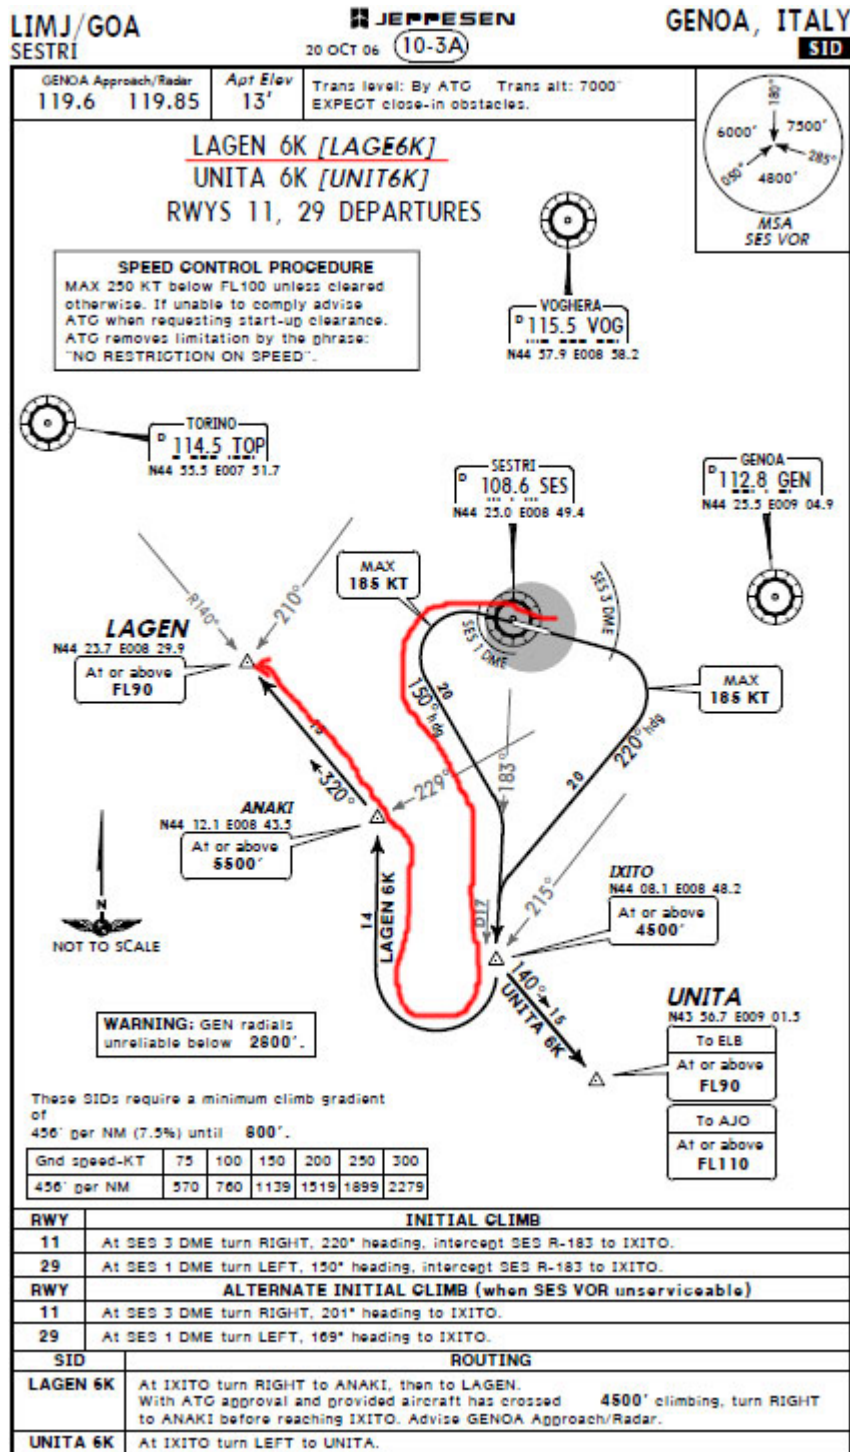 LIMJ/GOA
SESTRI
JEPPESEN
20 OCT 06 10-3A
GENOA, ITALY
SID
GENOA Approach/Radar
119.6 119.85
Apt Elev
13'
Trans level: By ATC Trans alt: 7000'
EXPECT close-in obstacles.
180°
6000' 7500'
050° 285°
4800'
MSA
SES VOR
LAGEN 6K [LAGE6K]
UNITA 6K [UNIT6K]
RWYS 11, 29 DEPARTURES
SPEED CONTROL PROCEDURE
MAX 250 KT below FL100 unless cleared
otherwise. If unable to comply advise
ATC when requesting start-up clearance.
ATC removes limitation by the phrase:
"NO RESTRICTION ON SPEED".
VOGHERA
D 115.5 VOG
N44 57.9 E008 58.2
TORINO
D 114.5 TOP
N44 55.5 E007 51.7
SESTRI
D 108.6 SES
N44 25.0 E008 49.4
GENOA
D 112.8 GEN
N44 25.5 E009 04.9
MAX
185 KT
R140°
210°
SES 3 DME
SES 1 DME
LAGEN
N44 23.7 E008 29.9
At or above
FL90
MAX
185 KT
20
150° hdg
20
220° hdg
183°
229°
320°
ANAKI
N44 12.1 E008 43.5
At or above
5500'
IXITO
N44 08.1 E008 48.2
At or above
4500'
215°
D17
14
LAGEN 6K
N
NOT TO SCALE
140° 15
UNITA 6K
UNITA
N43 56.7 E009 01.5
To ELB
At or above
FL90
To AJO
At or above
FL110
WARNING: GEN radials
unreliable below 2800'.
These SIDs require a minimum climb gradient
of
456' per NM (7.5%) until 800'.
Gnd speed-KT 75 100 150 200 250 300
456' per NM 570 760 1139 1519 1899 2279
RWY INITIAL CLIMB
11 At SES 3 DME turn RIGHT, 220° heading, intercept SES R-183 to IXITO.
29 At SES 1 DME turn LEFT, 150° heading, intercept SES R-183 to IXITO.
RWY ALTERNATE INITIAL CLIMB (when SES VOR unserviceable)
11 At SES 3 DME turn RIGHT, 201° heading to IXITO.
29 At SES 1 DME turn LEFT, 169° heading to IXITO.
SID ROUTING
LAGEN 6K At IXITO turn RIGHT to ANAKI, then to LAGEN.
With ATC approval and provided aircraft has crossed 4500' climbing, turn RIGHT
to ANAKI before reaching IXITO. Advise GENOA Approach/Radar.
UNITA 6K At IXITO turn LEFT to UNITA.